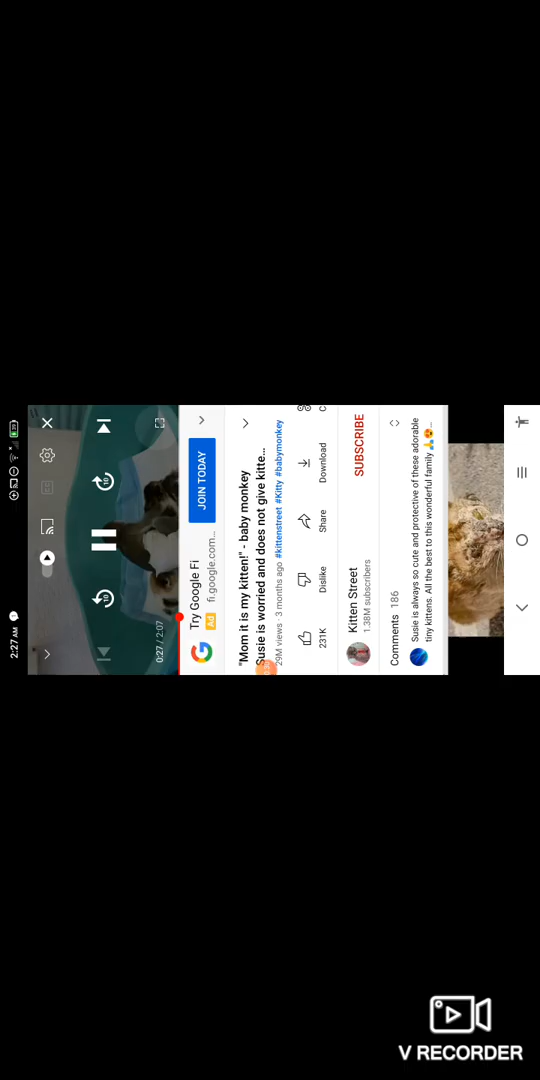 2:27 AM
39
10
10
0:27 / 2:07
Try Google Fi
Ad fi.google.com...
JOIN TODAY
"Mom it is my kitten!" - baby monkey
Susie is worried and does not give kitte...
29M views · 3 months ago #kittenstreet #Kitty #babymonkey
231K
Dislike
Share
Download
C
Kitten Street
1.38M subscribers
SUBSCRIBE
Comments 186
Susie is always so cute and protective of these adorable
tiny kittens. All the best to this wonderful family 🙏😍...
V RECORDER